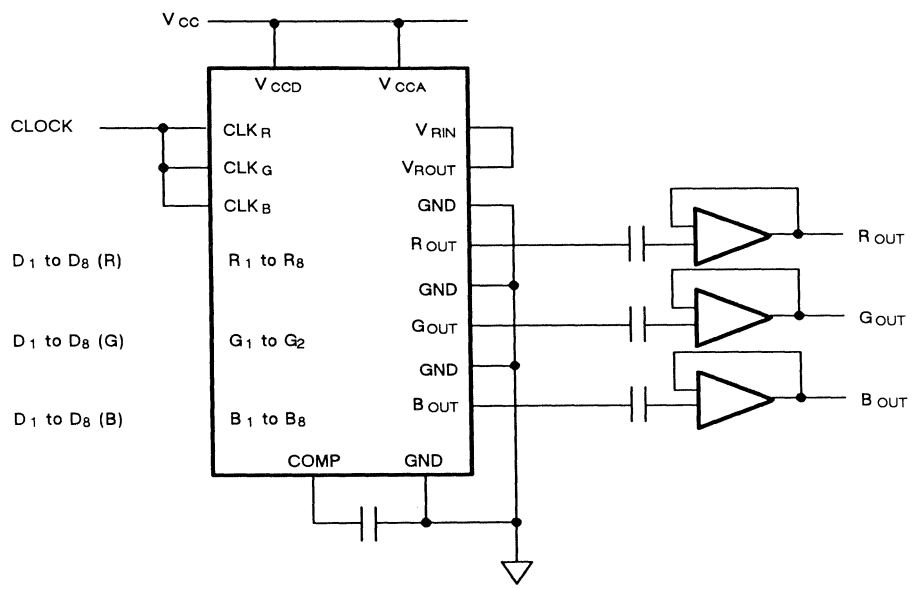 V CC
V CCD
V CCA
CLOCK
CLK R
V RIN
CLK G
V ROUT
CLK B
GND
R OUT
R OUT
D 1 to D 8 (R)
R 1 to R 8
GND
G OUT
G OUT
D 1 to D 8 (G)
G 1 to G 2
GND
B OUT
B OUT
D 1 to D 8 (B)
B 1 to B 8
COMP
GND